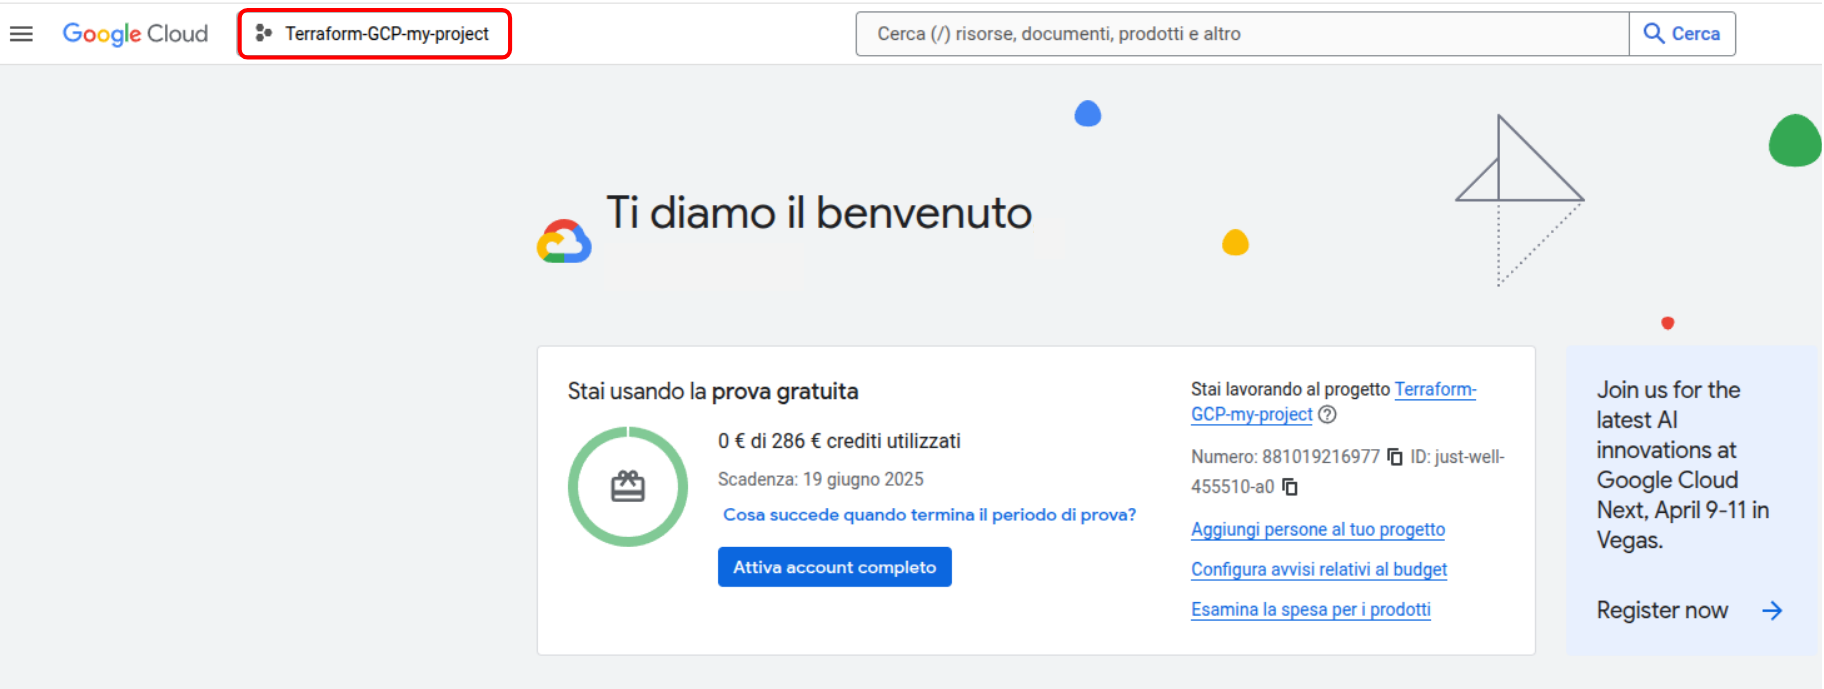 Google Cloud
Terraform-GCP-my-project
Cerca (/) risorse, documenti, prodotti e altro
Cerca
Ti diamo il benvenuto
Stai usando la prova gratuita
0 € di 286 € crediti utilizzati
Scadenza: 19 giugno 2025
Cosa succede quando termina il periodo di prova?
Attiva account completo
Stai lavorando al progetto Terraform-
GCP-my-project
Numero: 881019216977 ID: just-well-
455510-a0
Aggiungi persone al tuo progetto
Configura avvisi relativi al budget
Esamina la spesa per i prodotti
Join us for the
latest AI
innovations at
Google Cloud
Next, April 9-11 in
Vegas.
Register now